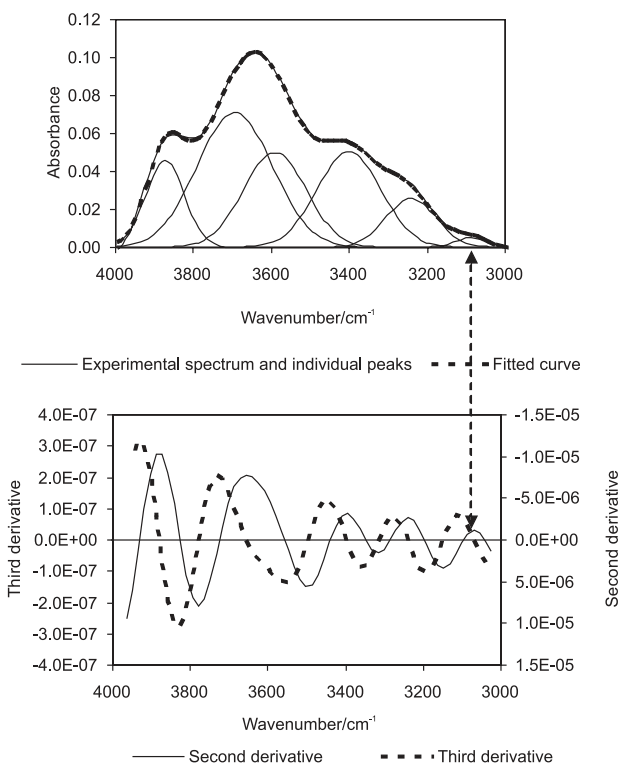 0.12
0.10
0.08
0.06
0.04
0.02
0.00
Absorbance
4000 3800 3600 3400 3200 3000
Wavenumber/cm⁻¹
Experimental spectrum and individual peaks Fitted curve
4.0E-07
3.0E-07
2.0E-07
1.0E-07
0.0E+00
-1.0E-07
-2.0E-07
-3.0E-07
-4.0E-07
Third derivative
-1.5E-05
-1.0E-05
-5.0E-06
0.0E+00
5.0E-06
1.0E-05
1.5E-05
Second derivative
4000 3800 3600 3400 3200 3000
Wavenumber/cm⁻¹
Second derivative Third derivative